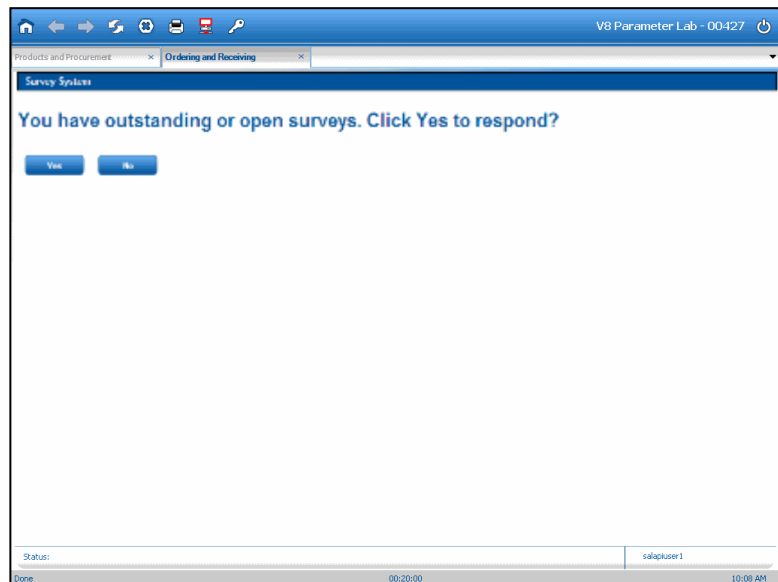 V8 Parameter Lab - 00427
Products and Procurement × Ordering and Receiving ×
Survey System
You have outstanding or open surveys. Click Yes to respond?
Yes No
Status: salapiuser1
Done 00:20:00 10:08 AM